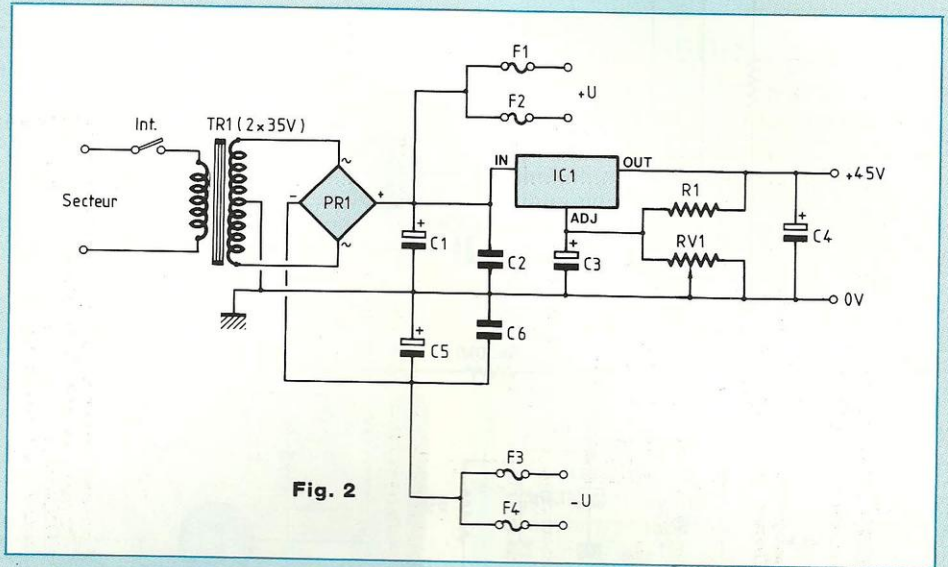 F1
F2
+U
Int.
TR1 (2×35V)
Secteur
~
-
PR1
+
~
IN
IC1
OUT
ADJ
R1
RV1
+45V
+
C1
C2
+
C3
+
C4
0V
+
C5
C6
F3
F4
-U
Fig. 2